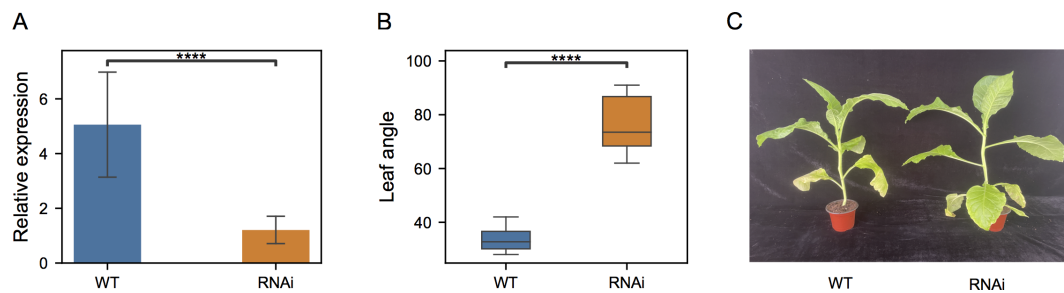 A
B
C
Relative expression
6
4
2
0
****
WT
RNAi
Leaf angle
100
80
60
40
****
WT
RNAi
WT
RNAi